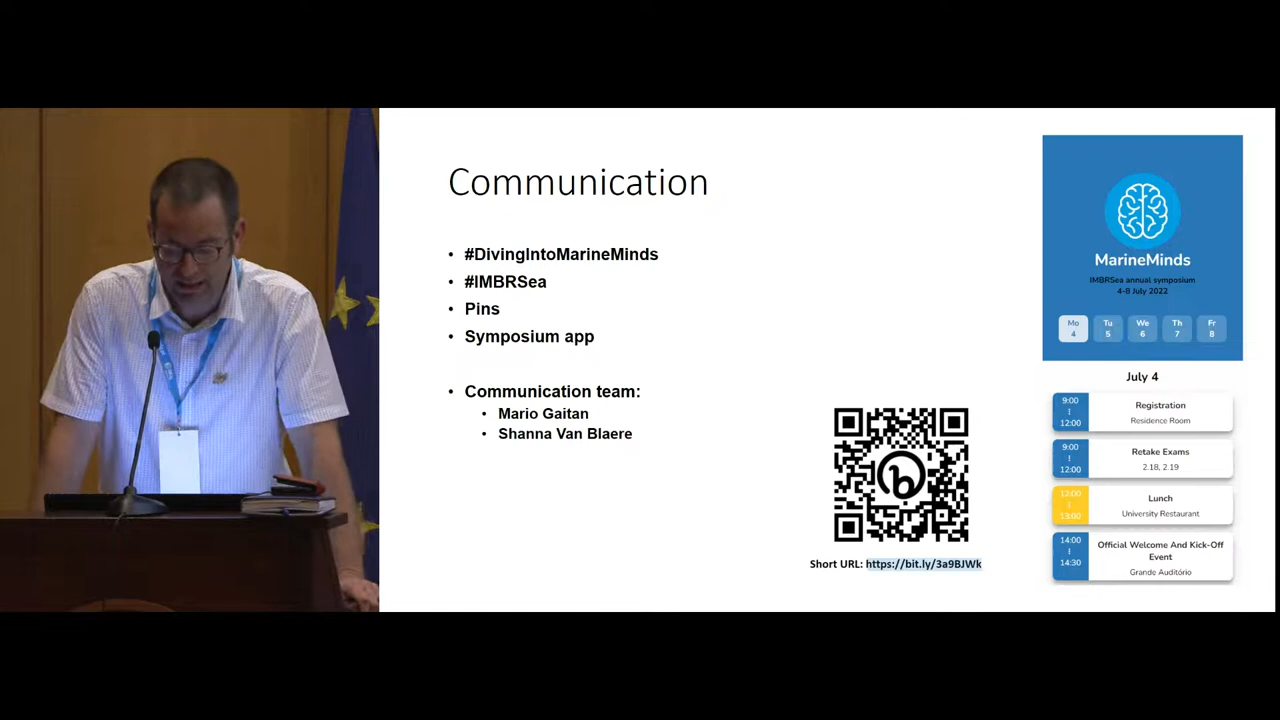 Communication
• #DivingIntoMarineMinds
• #IMBRSea
• Pins
• Symposium app
• Communication team:
• Mario Gaitan
• Shanna Van Blaere
b
Short URL: https://bit.ly/3a9BJWk
MarineMinds
IMBRSea annual symposium
4-8 July 2022
Mo Tu We Th Fr
4 5 6 7 8
July 4
9:00
12:00
Registration
Residence Room
9:00
12:00
Retake Exams
2.18, 2.19
12:00
13:00
Lunch
University Restaurant
14:00
14:30
Official Welcome And Kick-Off
Event
Grande Auditório